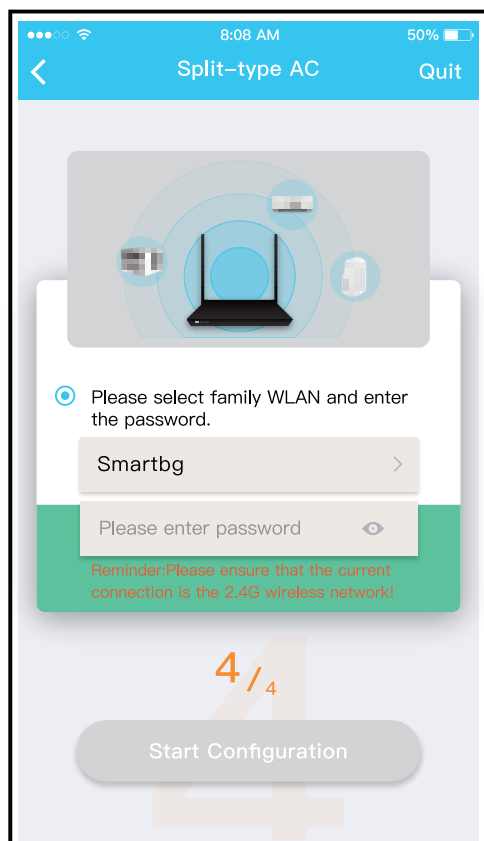 8:08 AM
50%
Split-type AC
Quit
Please select family WLAN and enter
the password.
Smartbg
Please enter password
Reminder:Please ensure that the current
connection is the 2.4G wireless network!
4/4
4
Start Configuration